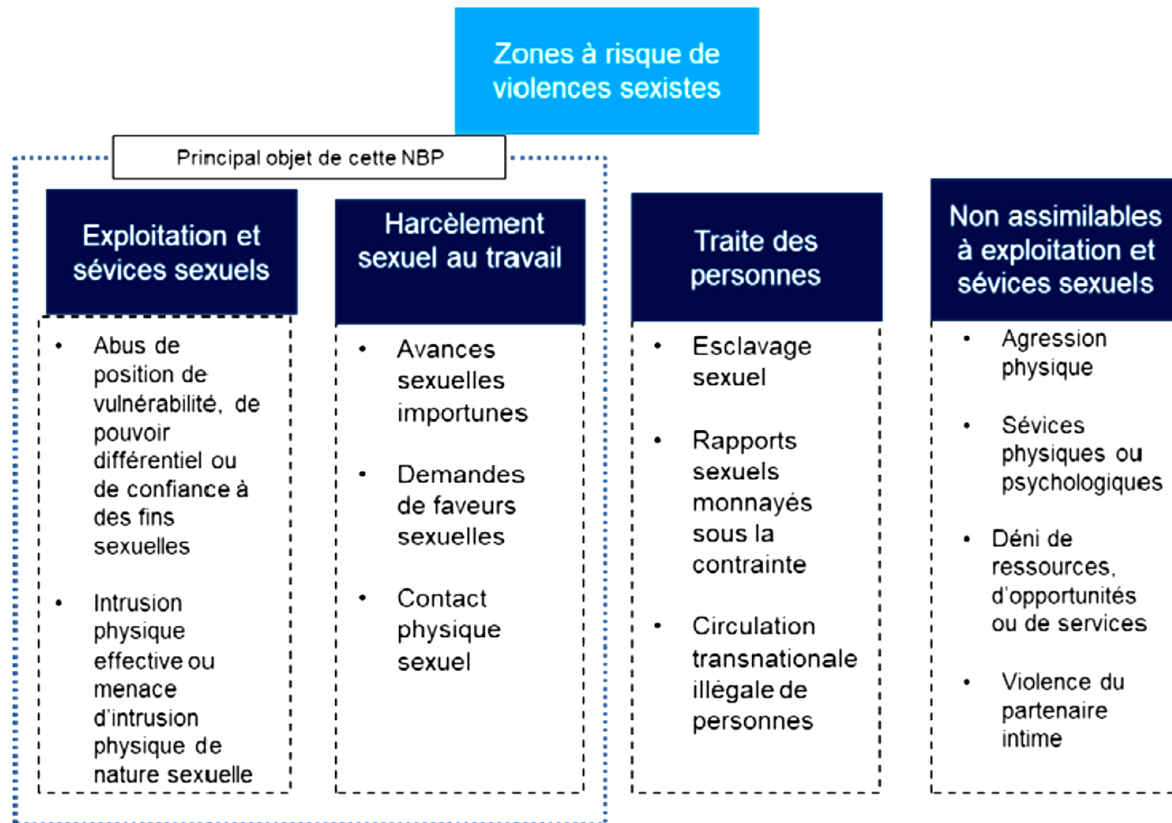 Zones à risque de
violences sexistes
Principal objet de cette NBP
Exploitation et
sévices sexuels
• Abus de
position de
vulnérabilité, de
pouvoir
différentiel ou
de confiance à
des fins
sexuelles
• Intrusion
physique
effective ou
menace
d'intrusion
physique de
nature sexuelle
Harcèlement
sexuel au travail
• Avances
sexuelles
importunes
• Demandes
de faveurs
sexuelles
• Contact
physique
sexuel
Traite des
personnes
• Esclavage
sexuel
• Rapports
sexuels
monnayés
sous la
contrainte
• Circulation
transnationale
illégale de
personnes
Non assimilables
à exploitation et
sévices sexuels
• Agression
physique
• Sévices
physiques ou
psychologiques
• Déni de
ressources,
d'opportunités
ou de services
• Violence du
partenaire
intime